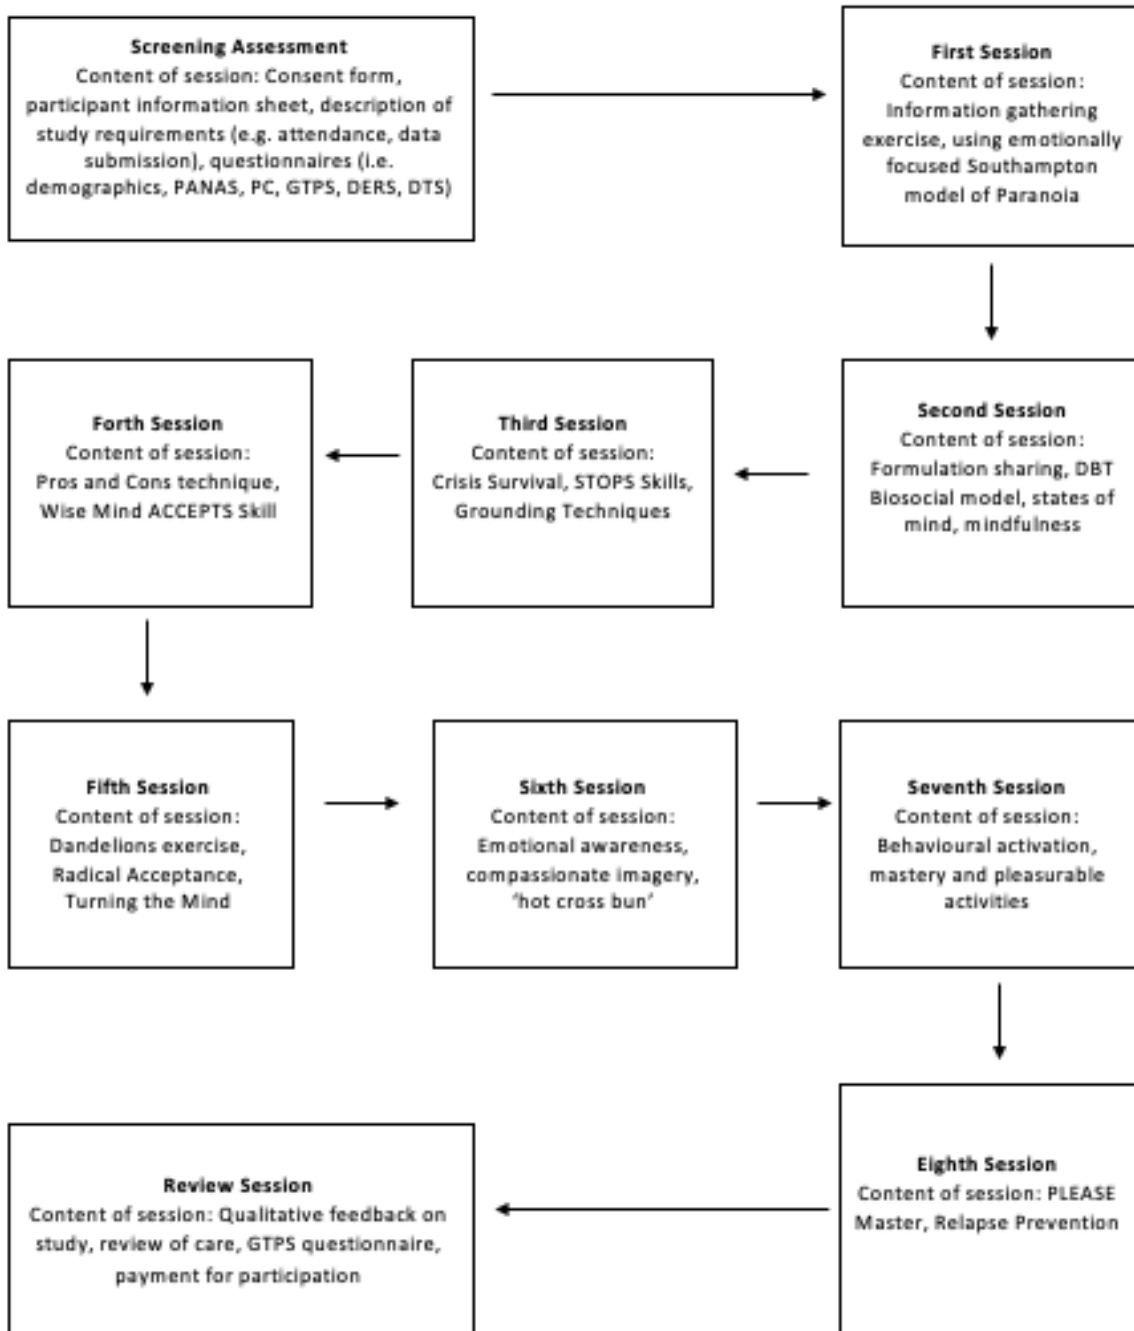 Screening Assessment
Content of session: Consent form,
participant information sheet, description of
study requirements (e.g. attendance, data
submission), questionnaires (i.e.
demographics, PANAS, PC, GTPS, DERS, DTS)
First Session
Content of session:
Information gathering
exercise, using emotionally
focused Southampton
model of Paranoia
Second Session
Content of session:
Formulation sharing, DBT
Biosocial model, states of
mind, mindfulness
Third Session
Content of session:
Crisis Survival, STOPS Skills,
Grounding Techniques
Forth Session
Content of session:
Pros and Cons technique,
Wise Mind ACCEPTS Skill
Fifth Session
Content of session:
Dandelions exercise,
Radical Acceptance,
Turning the Mind
Sixth Session
Content of session:
Emotional awareness,
compassionate imagery,
‘hot cross bun’
Seventh Session
Content of session:
Behavioural activation,
mastery and pleasurable
activities
Eighth Session
Content of session: PLEASE
Master, Relapse Prevention
Review Session
Content of session: Qualitative feedback on
study, review of care, GTPS questionnaire,
payment for participation